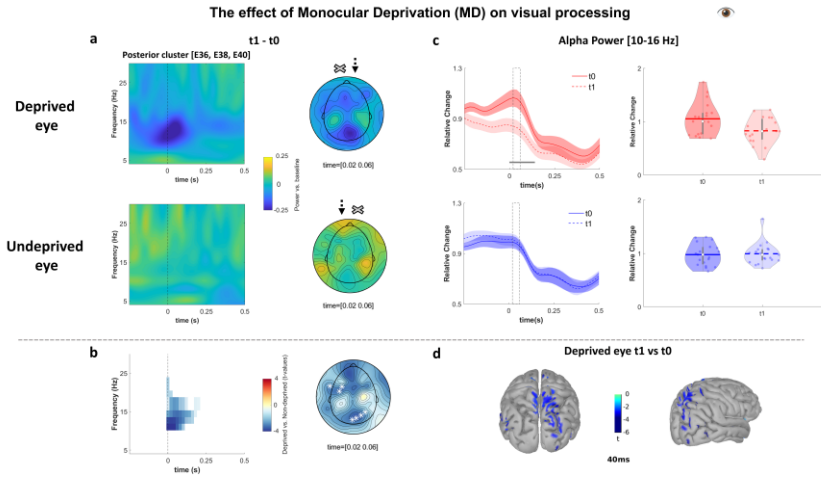 The effect of Monocular Deprivation (MD) on visual processing
a
t1 - t0
Posterior cluster [E36, E38, E40]
Deprived
eye
Frequency (Hz)
25
15
5
0
0.25
0.5
time (s)
0.25
0
-0.25
Power vs. baseline
time=[0.02 0.06]
Undeprived
eye
Frequency (Hz)
25
15
5
0
0.25
0.5
time (s)
time=[0.02 0.06]
c
Alpha Power [10-16 Hz]
Relative Change
1.3
0.9
0.5
0
0.25
0.5
time(s)
t0
t1
Relative Change
2
1
0
t0
t1
Relative Change
1.3
0.9
0.5
0
0.25
0.5
time(s)
t0
t1
Relative Change
2
1
0
t0
t1
b
Frequency (Hz)
25
15
5
0
0.25
0.5
time (s)
4
0
-4
Deprived vs. Non-deprived (t-values)
time=[0.02 0.06]
d
Deprived eye t1 vs t0
0
-2
-4
-6
t
40ms